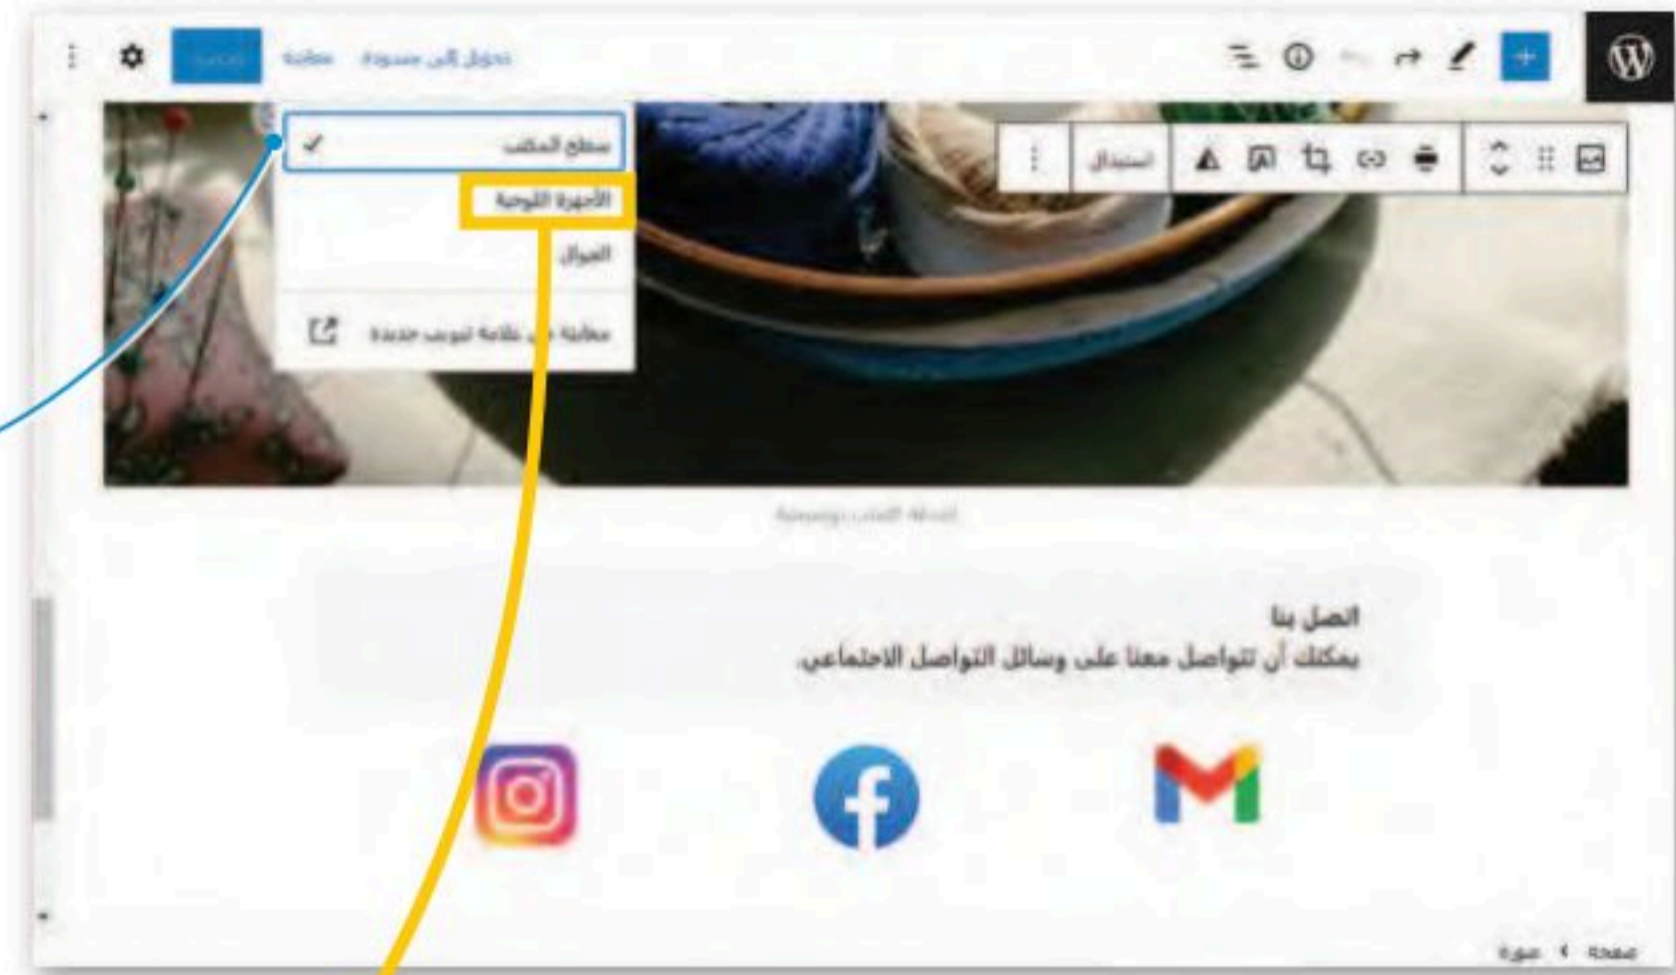 تحويل إلى مسودة معاينة
سطح المكتب
الأجهزة اللوحية
الجوال
معاينة علامة تبويب جديدة
استبدال
اتصل بنا
يمكنك أن تتواصل معنا على وسائل التواصل الاجتماعي.
صفحة › صورة